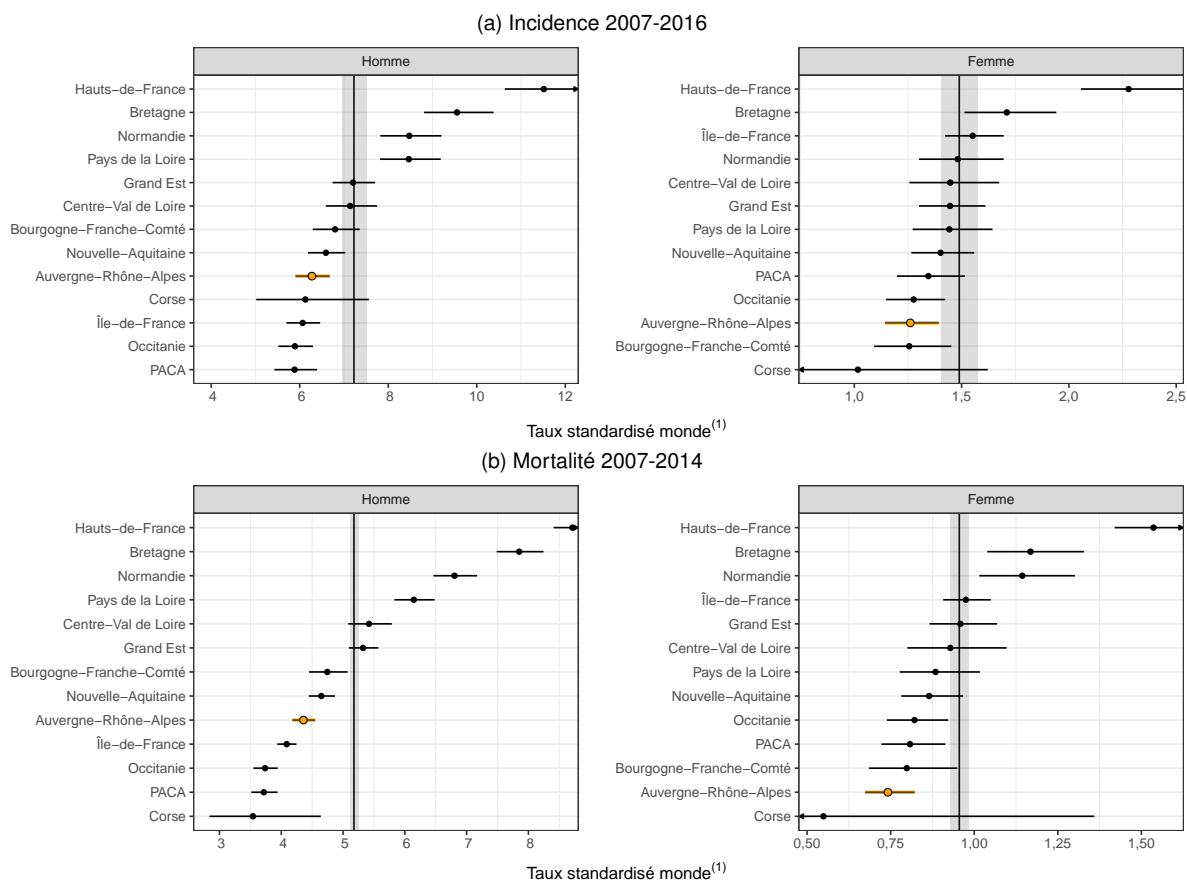 (a) Incidence 2007-2016
Homme
Hauts−de−France
Bretagne
Normandie
Pays de la Loire
Grand Est
Centre−Val de Loire
Bourgogne−Franche−Comté
Nouvelle−Aquitaine
Auvergne−Rhône−Alpes
Corse
Île−de−France
Occitanie
PACA
4 6 8 10 12
Femme
Hauts−de−France
Bretagne
Île−de−France
Normandie
Centre−Val de Loire
Grand Est
Pays de la Loire
Nouvelle−Aquitaine
PACA
Occitanie
Auvergne−Rhône−Alpes
Bourgogne−Franche−Comté
Corse
1,0 1,5 2,0 2,5
Taux standardisé monde(1)
(b) Mortalité 2007-2014
Homme
Hauts−de−France
Bretagne
Normandie
Pays de la Loire
Centre−Val de Loire
Grand Est
Bourgogne−Franche−Comté
Nouvelle−Aquitaine
Auvergne−Rhône−Alpes
Île−de−France
Occitanie
PACA
Corse
3 4 5 6 7 8
Femme
Hauts−de−France
Bretagne
Normandie
Île−de−France
Grand Est
Centre−Val de Loire
Pays de la Loire
Nouvelle−Aquitaine
Occitanie
PACA
Bourgogne−Franche−Comté
Auvergne−Rhône−Alpes
Corse
0,50 0,75 1,00 1,25 1,50
Taux standardisé monde(1)